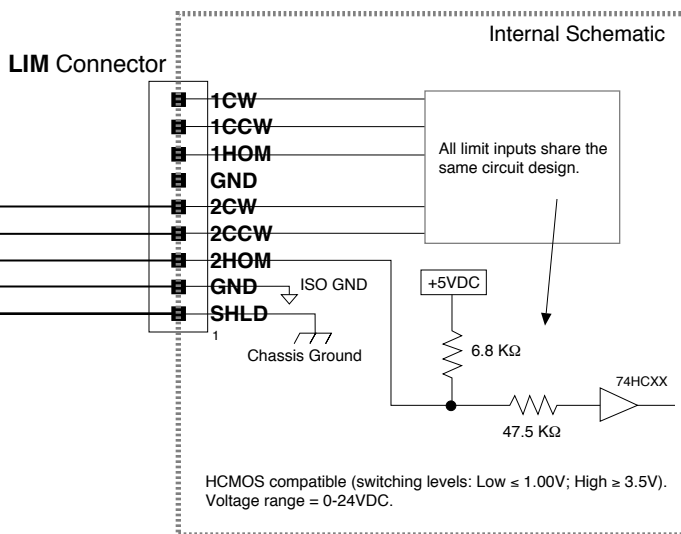 Internal Schematic
LIM Connector
1CW
1CCW
1HOM
GND
2CW
2CCW
2HOM
GND
SHLD
1
All limit inputs share the
same circuit design.
ISO GND
Chassis Ground
+5VDC
6.8 KΩ
74HCXX
47.5 KΩ
HCMOS compatible (switching levels: Low ≤ 1.00V; High ≥ 3.5V).
Voltage range = 0-24VDC.